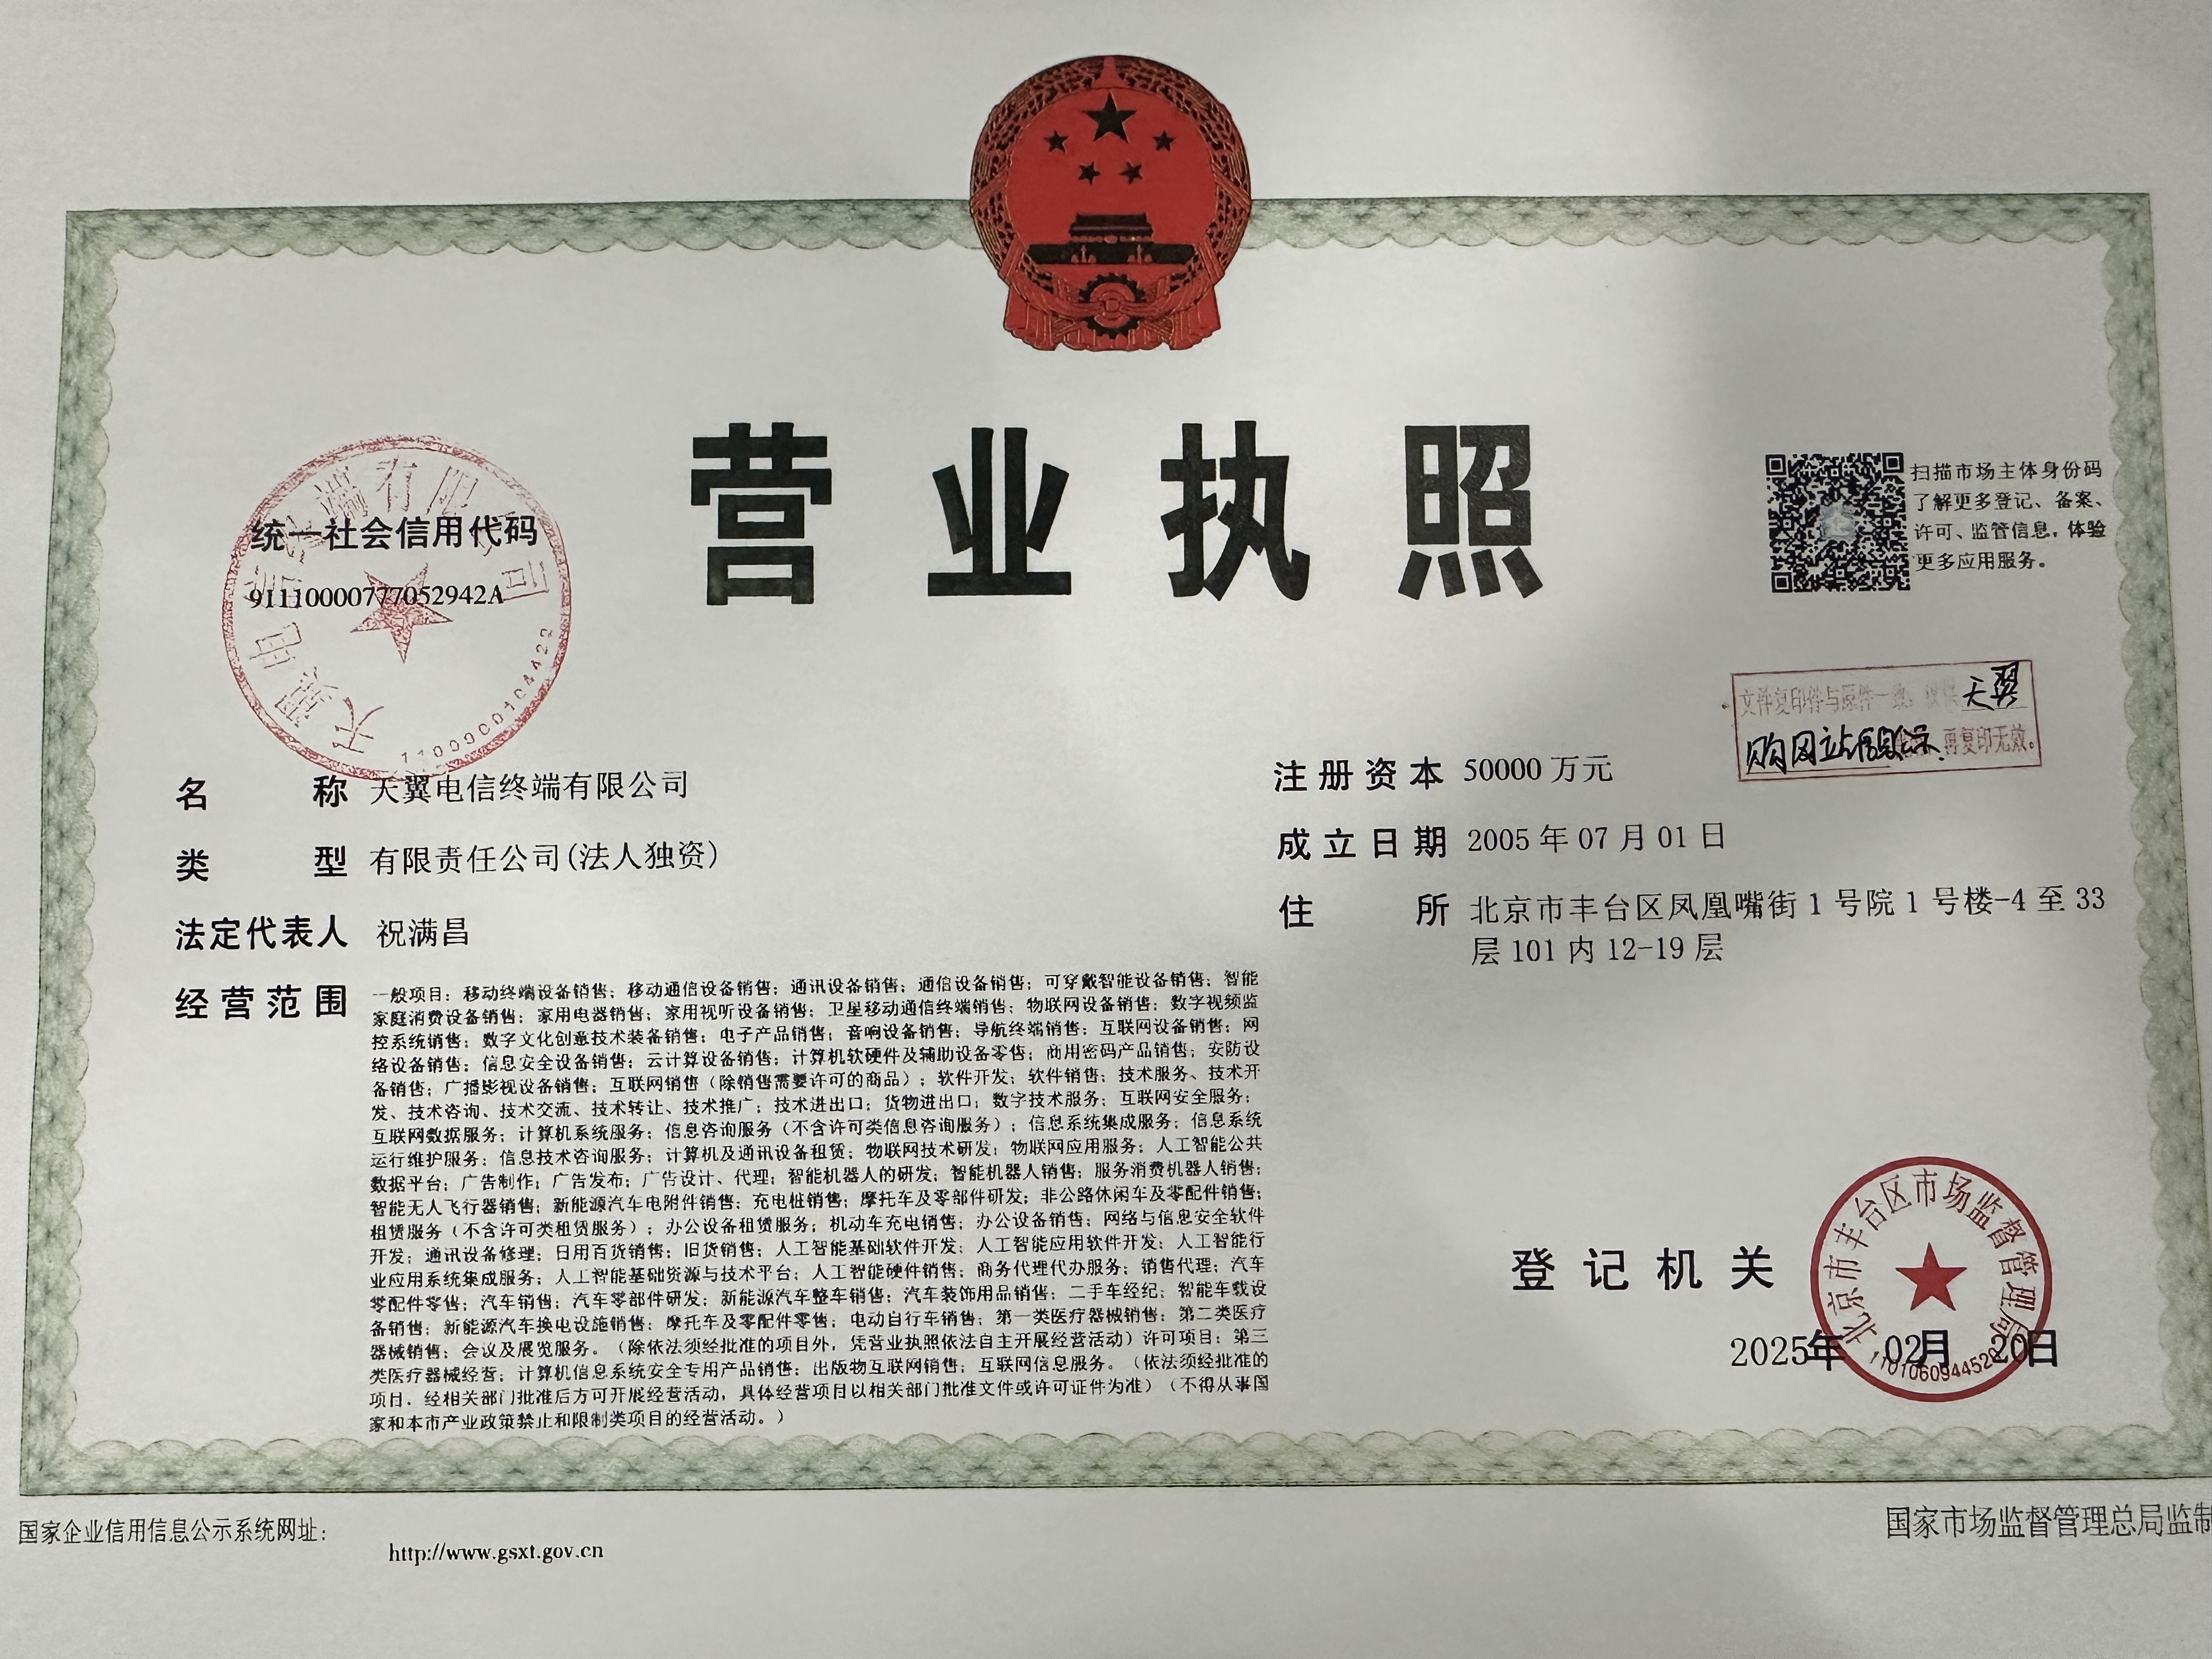 营业执照
扫描市场主体身份码
了解更多登记、备案、
许可、监管信息，体验
更多应用服务。
统一社会信用代码
91110000777052942A
天翼电信终端有限公司
1100000104422
文件复印件与原件一致，仅供天翼
购网站信息公示，再复印无效。
名称 天翼电信终端有限公司
类型 有限责任公司(法人独资)
法定代表人 祝满昌
经营范围 一般项目：移动终端设备销售；移动通信设备销售；通讯设备销售；通信设备销售；可穿戴智能设备销售；智能
家庭消费设备销售；家用电器销售；家用视听设备销售；卫星移动通信终端销售；物联网设备销售；数字视频监
控系统销售；数字文化创意技术装备销售；电子产品销售；音响设备销售；导航终端销售；互联网设备销售；网
络设备销售；信息安全设备销售；云计算设备销售；计算机软硬件及辅助设备零售；商用密码产品销售；安防设
备销售；广播影视设备销售；互联网销售（除销售需要许可的商品）；软件开发；软件销售；技术服务、技术开
发、技术咨询、技术交流、技术转让、技术推广；技术进出口；货物进出口；数字技术服务；互联网安全服务；
互联网数据服务；计算机系统服务；信息咨询服务（不含许可类信息咨询服务）；信息系统集成服务；信息系统
运行维护服务；信息技术咨询服务；计算机及通讯设备租赁；物联网技术研发；物联网应用服务；人工智能公共
数据平台；广告制作；广告发布；广告设计、代理；智能机器人的研发；智能机器人销售；服务消费机器人销售；
智能无人飞行器销售；新能源汽车电附件销售；充电桩销售；摩托车及零部件研发；非公路休闲车及零配件销售；
租赁服务（不含许可类租赁服务）；办公设备租赁服务；机动车充电销售；办公设备销售；网络与信息安全软件
开发；通讯设备修理；日用百货销售；旧货销售；人工智能基础软件开发；人工智能应用软件开发；人工智能行
业应用系统集成服务；人工智能基础资源与技术平台；人工智能硬件销售；商务代理代办服务；销售代理；汽车
零配件零售；汽车销售；汽车零部件研发；新能源汽车整车销售；汽车装饰用品销售；二手车经纪；智能车载设
备销售；新能源汽车换电设施销售；摩托车及零配件零售；电动自行车销售；第一类医疗器械销售；第二类医疗
器械销售；会议及展览服务。（除依法须经批准的项目外，凭营业执照依法自主开展经营活动）许可项目：第三
类医疗器械经营；计算机信息系统安全专用产品销售；出版物互联网销售；互联网信息服务。（依法须经批准的
项目，经相关部门批准后方可开展经营活动，具体经营项目以相关部门批准文件或许可证件为准）（不得从事国
家和本市产业政策禁止和限制类项目的经营活动。）
注册资本 50000 万元
成立日期 2005 年 07 月 01 日
住所 北京市丰台区凤凰嘴街 1 号院 1 号楼-4 至 33
层 101 内 12-19 层
登记机关
北京市丰台区市场监督管理局
2025年 02月 20日
国家企业信用信息公示系统网址：
http://www.gsxt.gov.cn
国家市场监督管理总局监制